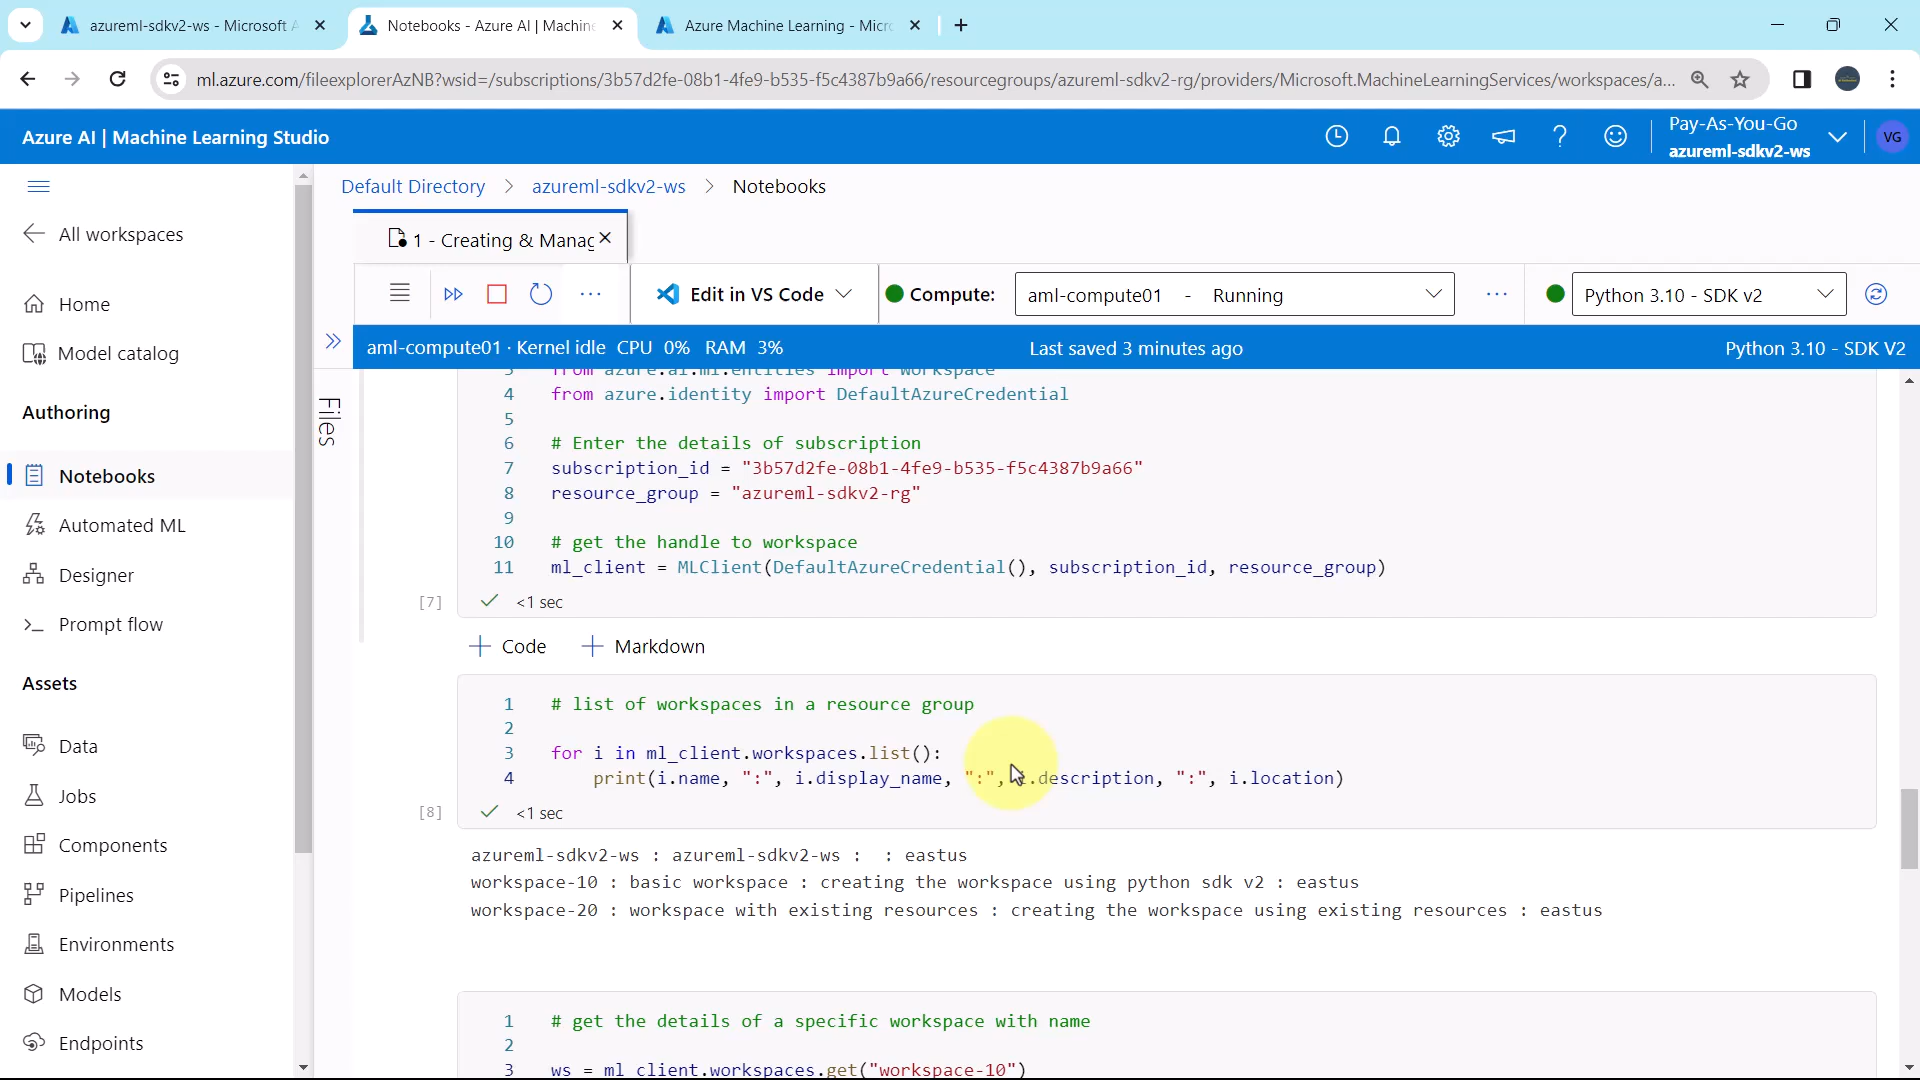 azureml-sdkv2-ws - Microsoft A
Notebooks - Azure AI | Machine
Azure Machine Learning - Micro
ml.azure.com/fileexplorerAzNB?wsid=/subscriptions/3b57d2fe-08b1-4fe9-b535-f5c4387b9a66/resourcegroups/azureml-sdkv2-rg/providers/Microsoft.MachineLearningServices/workspaces/a...
Azure AI | Machine Learning Studio
Pay-As-You-Go
azureml-sdkv2-ws
VG
All workspaces
Home
Model catalog
Authoring
Notebooks
Automated ML
Designer
Prompt flow
Assets
Data
Jobs
Components
Pipelines
Environments
Models
Endpoints
Default Directory > azureml-sdkv2-ws > Notebooks
1 - Creating & Manag
Edit in VS Code
Compute:
aml-compute01 - Running
Python 3.10 - SDK v2
aml-compute01 · Kernel idle CPU 0% RAM 3%
Last saved 3 minutes ago
Python 3.10 - SDK V2
Files
3 from azure.ai.ml.entities import Workspace
4 from azure.identity import DefaultAzureCredential
5
6 # Enter the details of subscription
7 subscription_id = "3b57d2fe-08b1-4fe9-b535-f5c4387b9a66"
8 resource_group = "azureml-sdkv2-rg"
9
10 # get the handle to workspace
11 ml_client = MLClient(DefaultAzureCredential(), subscription_id, resource_group)
[7] <1 sec
+ Code + Markdown
1 # list of workspaces in a resource group
2
3 for i in ml_client.workspaces.list():
4 print(i.name, ":", i.display_name, ":", i.description, ":", i.location)
[8] <1 sec
azureml-sdkv2-ws : azureml-sdkv2-ws : : eastus
workspace-10 : basic workspace : creating the workspace using python sdk v2 : eastus
workspace-20 : workspace with existing resources : creating the workspace using existing resources : eastus
1 # get the details of a specific workspace with name
2
3 ws = ml_client.workspaces.get("workspace-10")